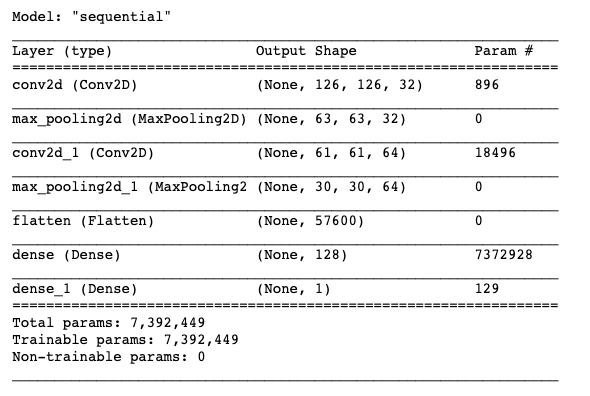 Model: "sequential"
Layer (type) Output Shape Param #
conv2d (Conv2D) (None, 126, 126, 32) 896
max_pooling2d (MaxPooling2D) (None, 63, 63, 32) 0
conv2d_1 (Conv2D) (None, 61, 61, 64) 18496
max_pooling2d_1 (MaxPooling2 (None, 30, 30, 64) 0
flatten (Flatten) (None, 57600) 0
dense (Dense) (None, 128) 7372928
dense_1 (Dense) (None, 1) 129
Total params: 7,392,449
Trainable params: 7,392,449
Non-trainable params: 0